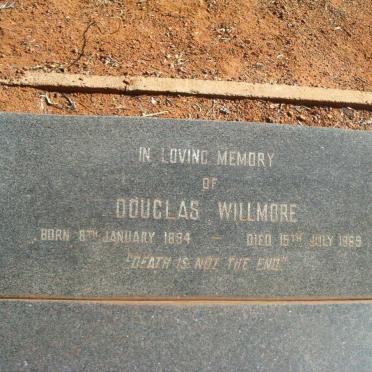 IN LOVING MEMORY
OF
DOUGLAS WILLMORE
BORN 8TH JANUARY 1894 — DIED 15TH JULY 1969
"DEATH IS NOT THE END."